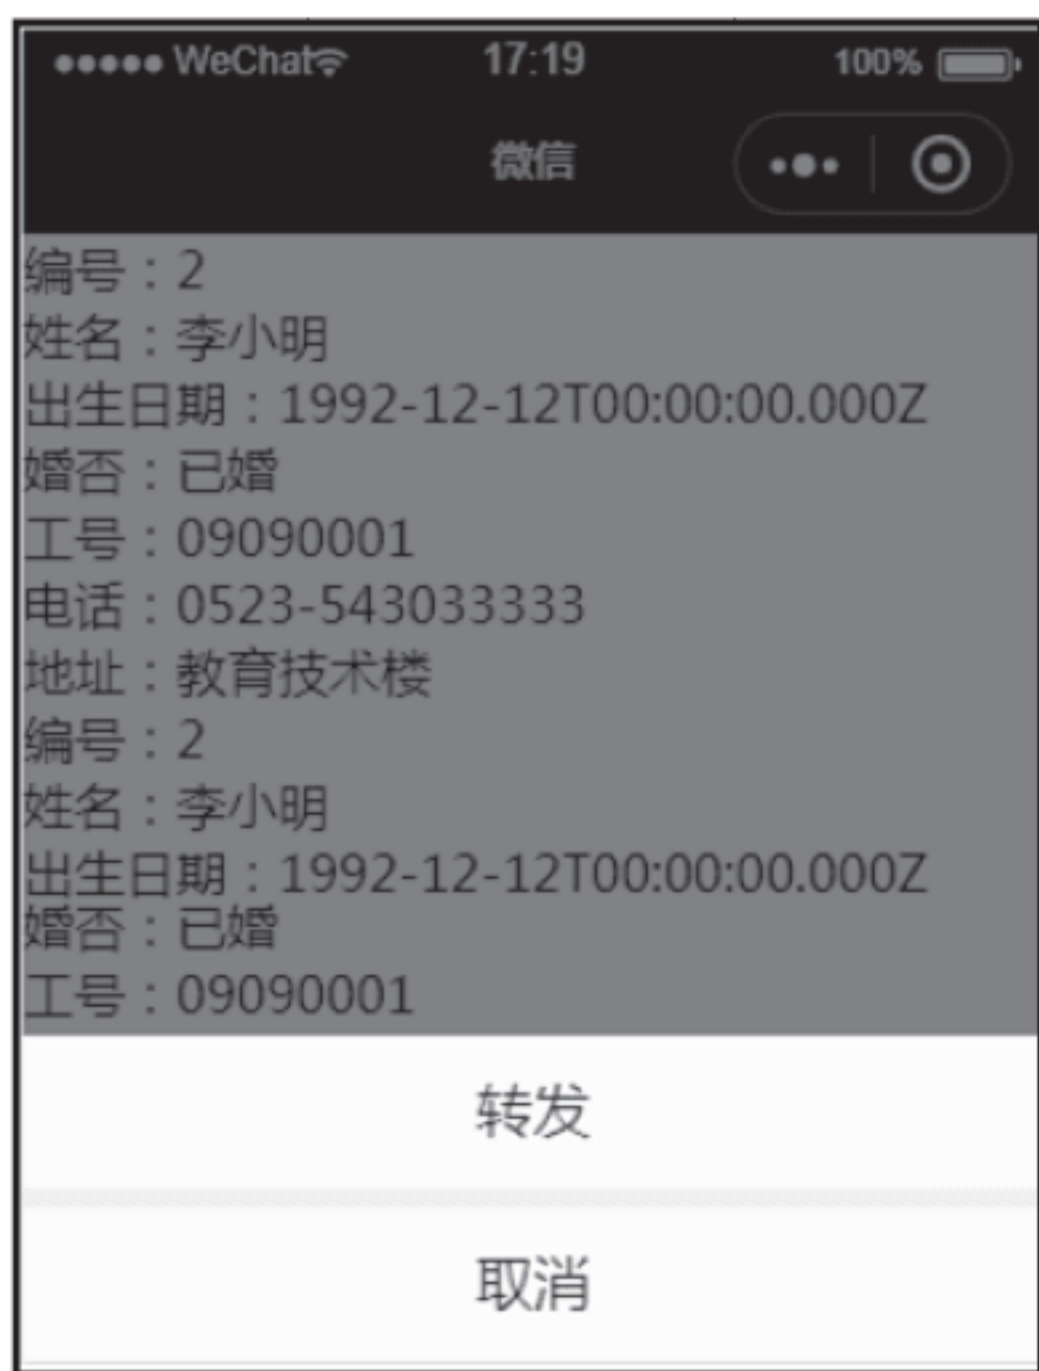 WeChat 17:19 100%
微信
编号：2
姓名：李小明
出生日期：1992-12-12T00:00:00.000Z
婚否：已婚
工号：09090001
电话：0523-543033333
地址：教育技术楼
编号：2
姓名：李小明
出生日期：1992-12-12T00:00:00.000Z
婚否：已婚
工号：09090001
转发
取消